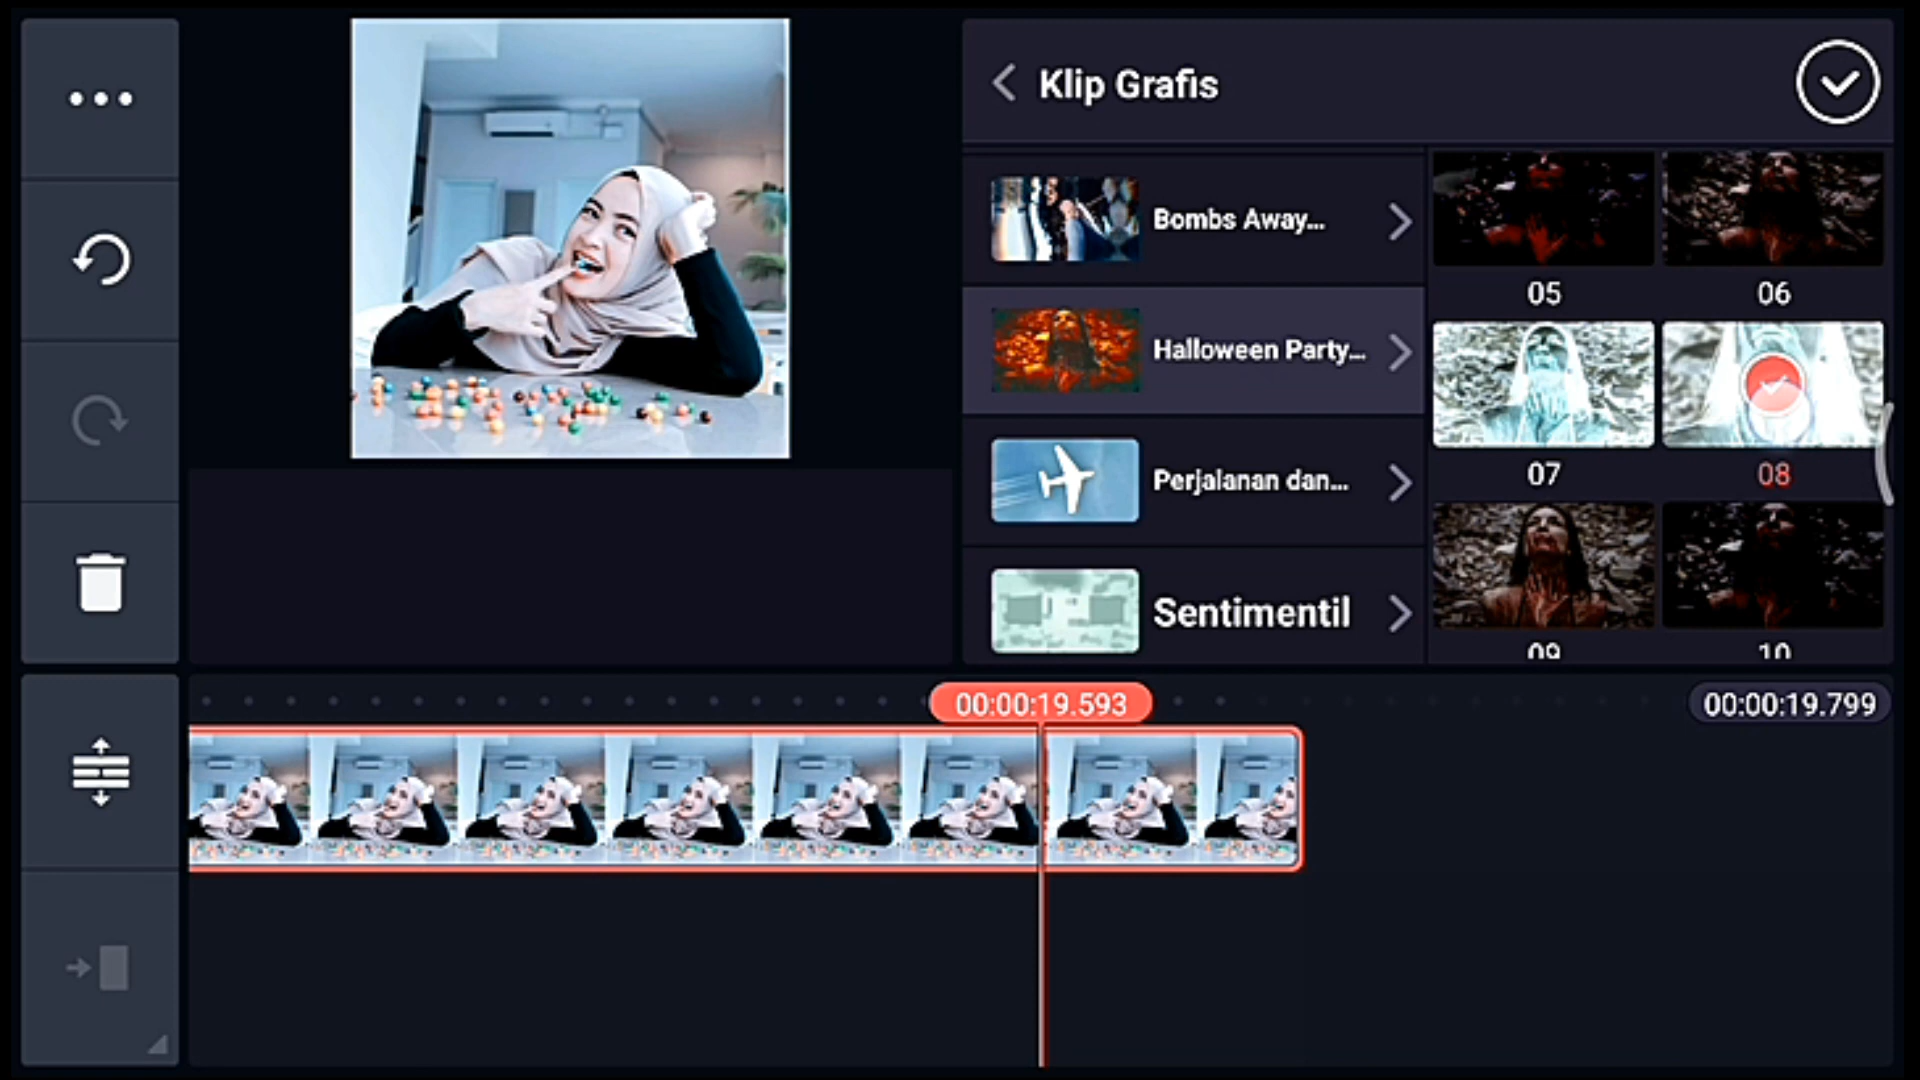 Klip Grafis
Bombs Away...
Halloween Party...
Perjalanan dan...
Sentimentil
05
06
07
08
09
10
00:00:19.593
00:00:19.799